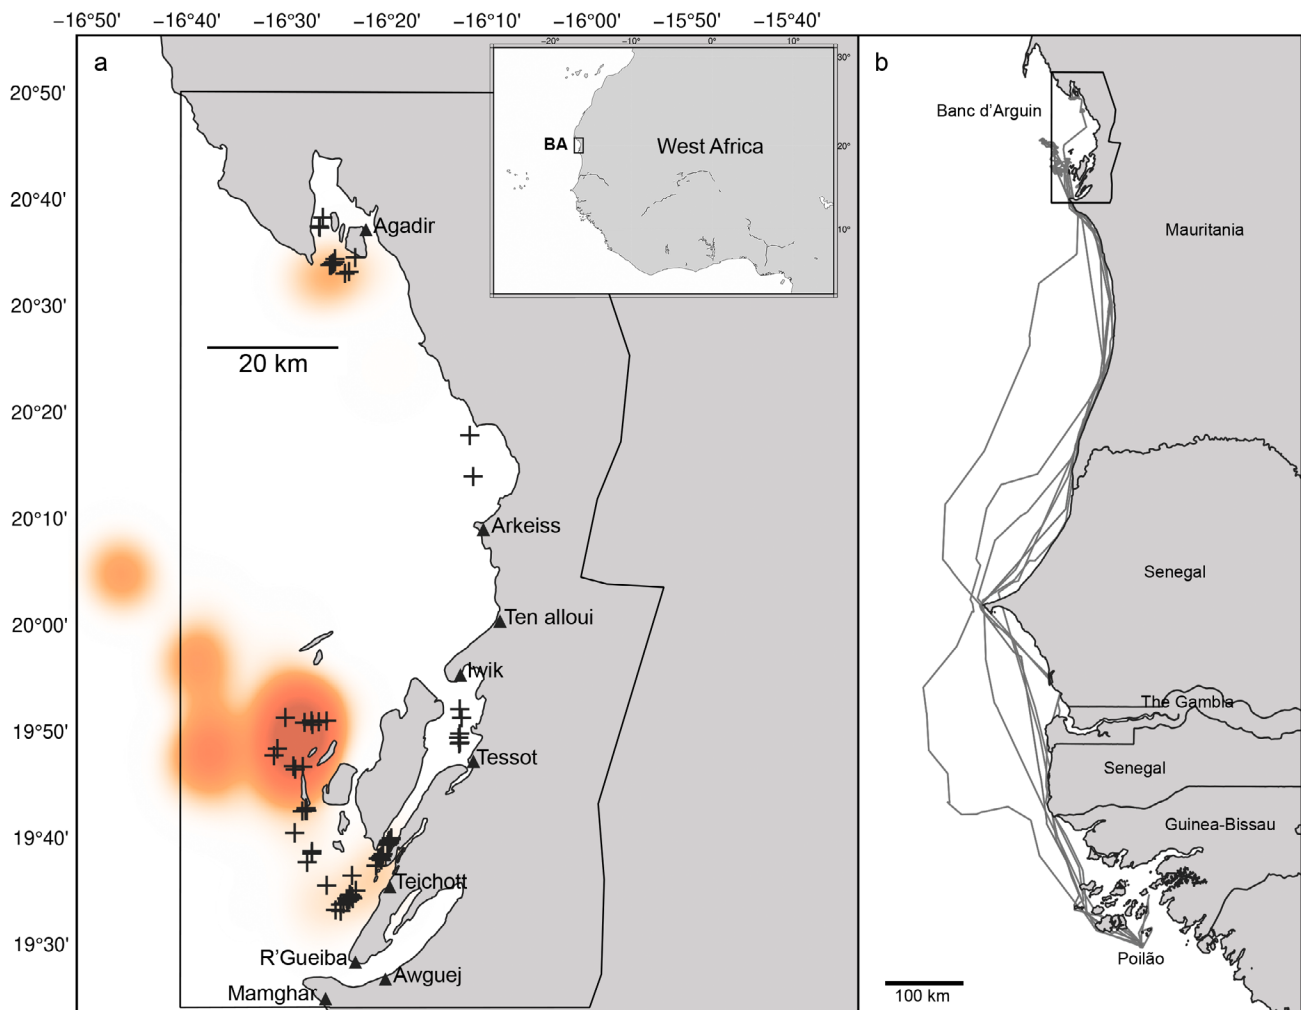 −16°50' −16°40' −16°30' −16°20' −16°10' −16°00' −15°50' −15°40'
a
−20° −10° 0° 10°
30°
20°
10°
BA
West Africa
20°50'
20°40'
20°30'
20°20'
20°10'
20°00'
19°50'
19°40'
19°30'
Agadir
20 km
Arkeiss
Ten alloui
Iwik
Tessot
Teichott
R'Gueiba
Awguej
Mamghar
b
Banc d'Arguin
Mauritania
Senegal
The Gambia
Senegal
Guinea-Bissau
Poilão
100 km